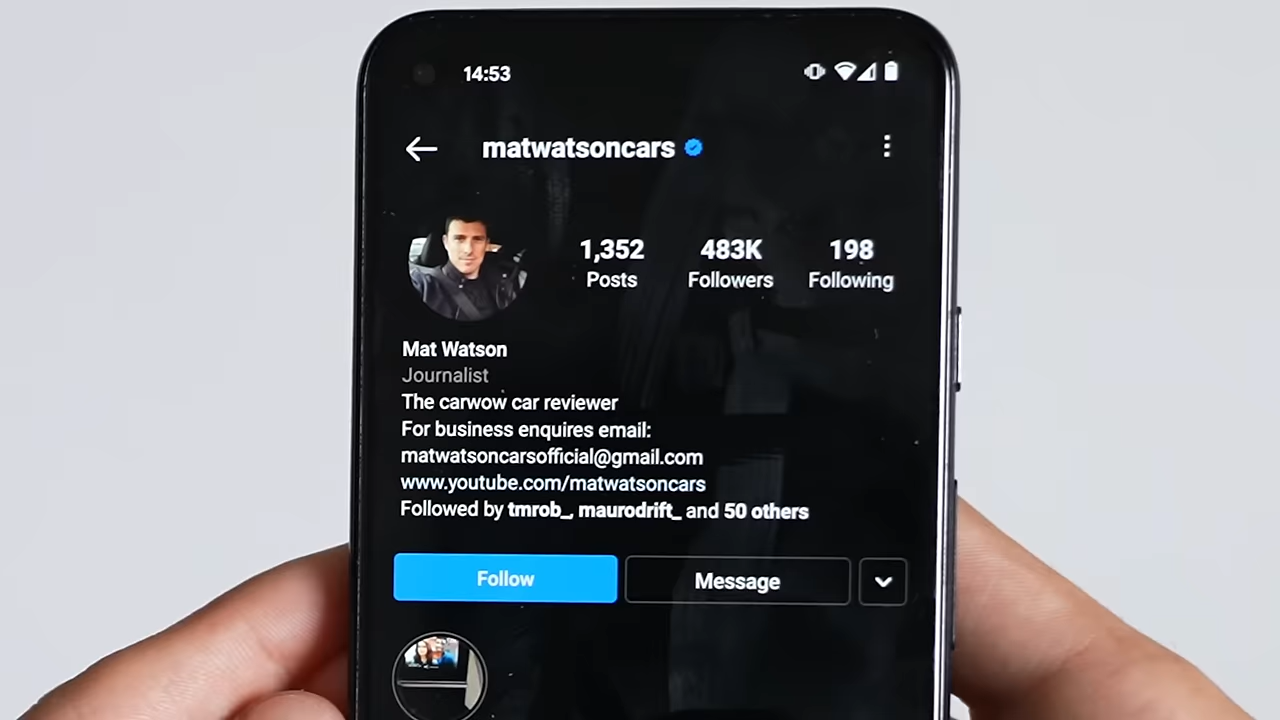 14:53
matwatsoncars
1,352 483K 198
Posts Followers Following
Mat Watson
Journalist
The carwow car reviewer
For business enquires email:
matwatsoncarsofficial@gmail.com
www.youtube.com/matwatsoncars
Followed by tmrob_, maurodrift_ and 50 others
Follow Message